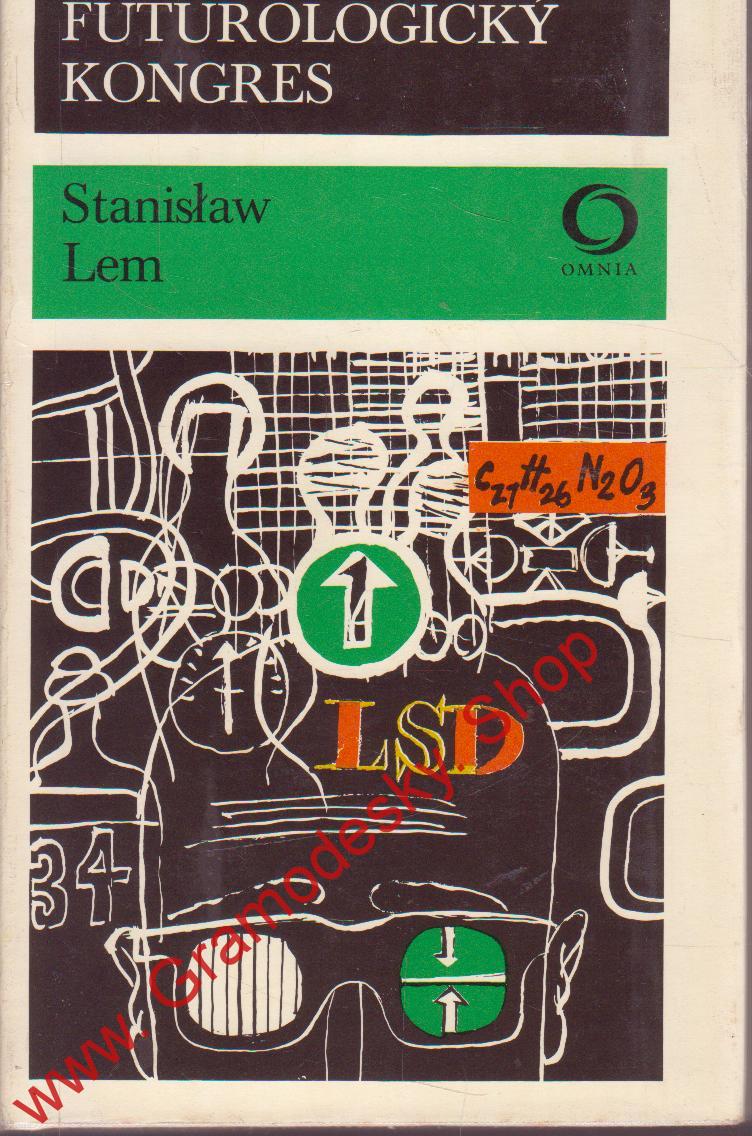 FUTUROLOGICKÝ
KONGRES
Stanisław
Lem
OMNIA
C21H26N2O3
LSD
34
www. Gramodesky. Shop